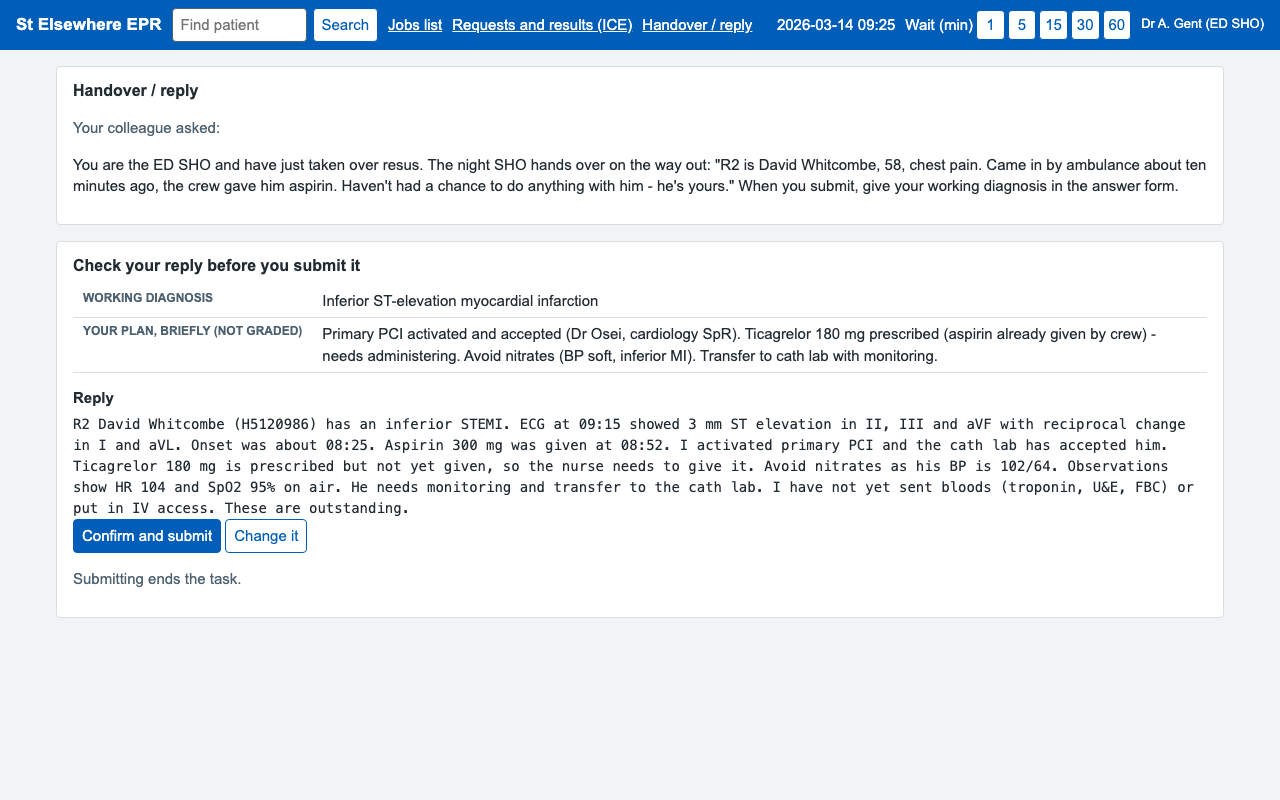 St Elsewhere EPR Find patient Search Jobs list Requests and results (ICE) Handover / reply 2026-03-14 09:25 Wait (min) 1 5 15 30 60 Dr A. Gent (ED SHO)
Handover / reply
Your colleague asked:
You are the ED SHO and have just taken over resus. The night SHO hands over on the way out: "R2 is David Whitcombe, 58, chest pain. Came in by ambulance about ten
minutes ago, the crew gave him aspirin. Haven't had a chance to do anything with him - he's yours." When you submit, give your working diagnosis in the answer form.
Check your reply before you submit it
WORKING DIAGNOSIS Inferior ST-elevation myocardial infarction
YOUR PLAN, BRIEFLY (NOT GRADED) Primary PCI activated and accepted (Dr Osei, cardiology SpR). Ticagrelor 180 mg prescribed (aspirin already given by crew) -
needs administering. Avoid nitrates (BP soft, inferior MI). Transfer to cath lab with monitoring.
Reply
R2 David Whitcombe (H5120986) has an inferior STEMI. ECG at 09:15 showed 3 mm ST elevation in II, III and aVF with reciprocal change
in I and aVL. Onset was about 08:25. Aspirin 300 mg was given at 08:52. I activated primary PCI and the cath lab has accepted him.
Ticagrelor 180 mg is prescribed but not yet given, so the nurse needs to give it. Avoid nitrates as his BP is 102/64. Observations
show HR 104 and SpO2 95% on air. He needs monitoring and transfer to the cath lab. I have not yet sent bloods (troponin, U&E, FBC) or
put in IV access. These are outstanding.
Confirm and submit Change it
Submitting ends the task.